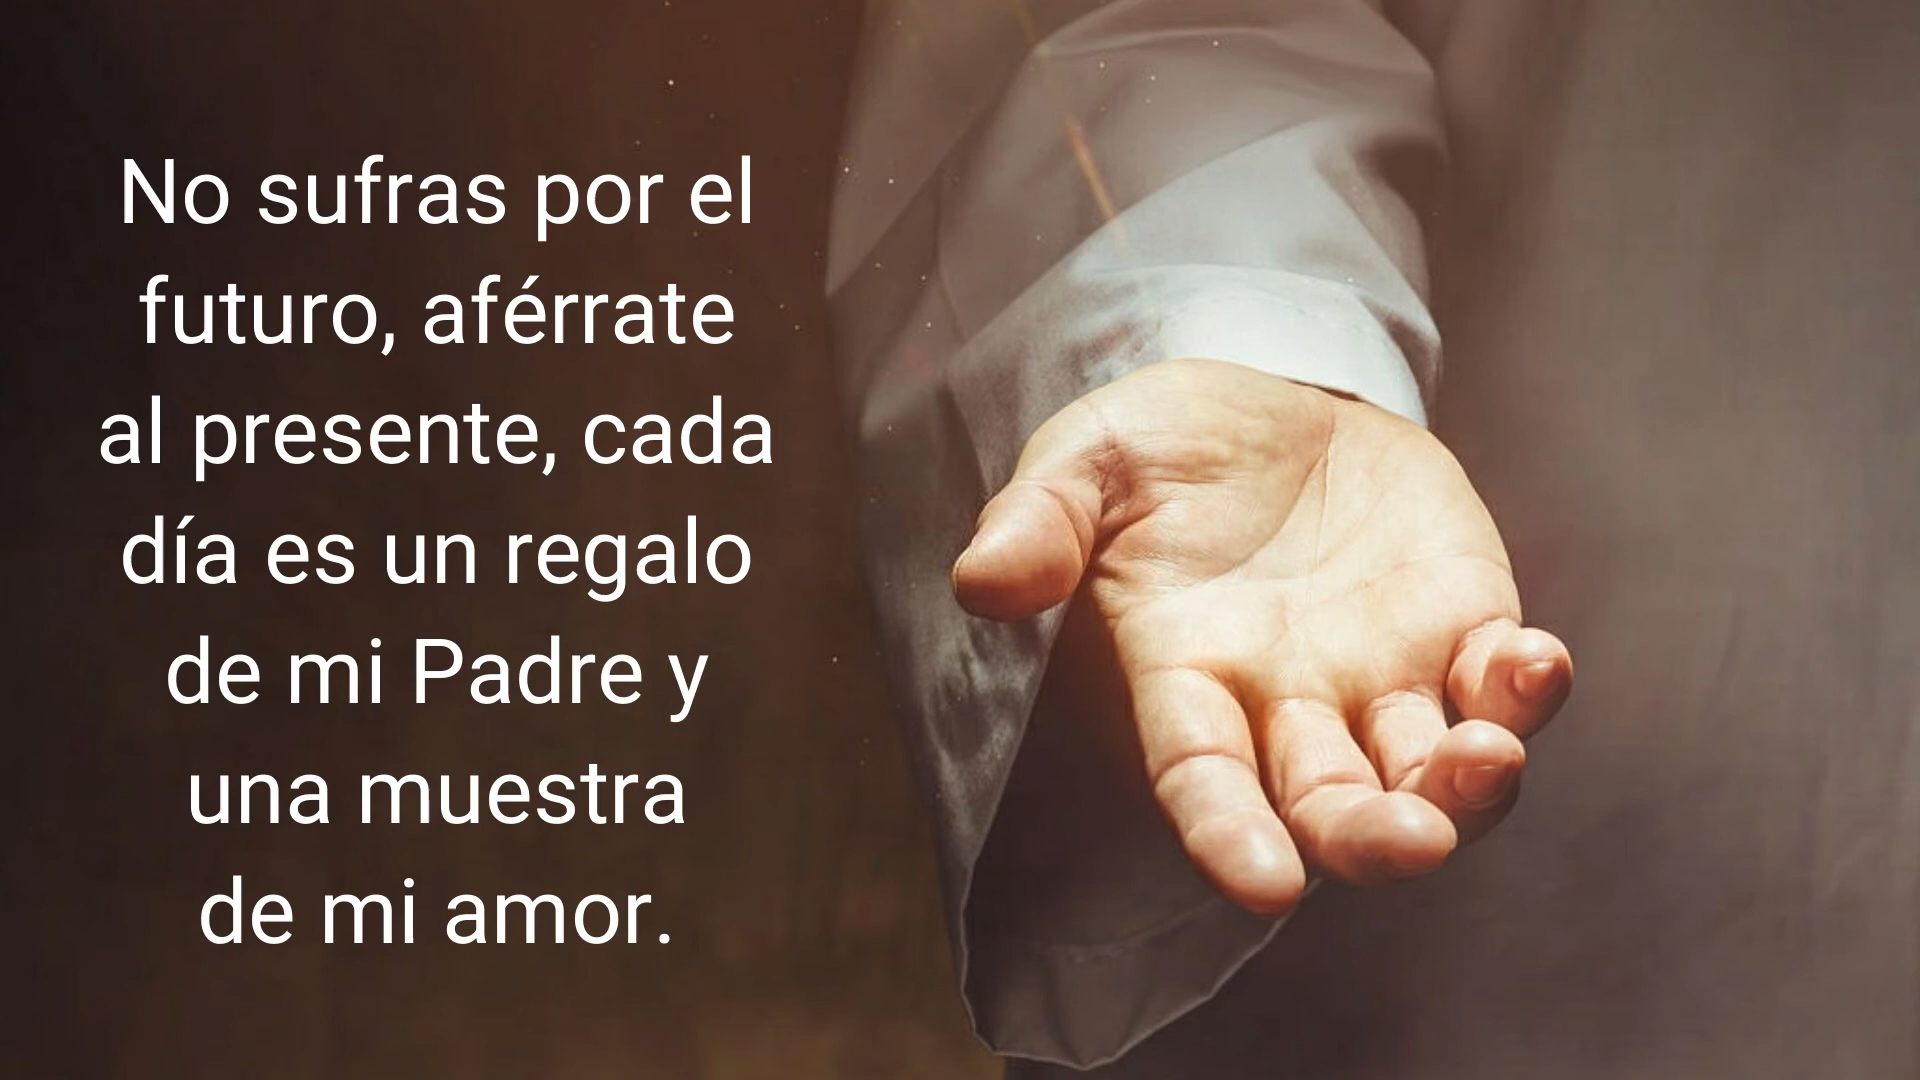 No sufras por el
futuro, aférrate
al presente, cada
día es un regalo
de mi Padre y
una muestra
de mi amor.